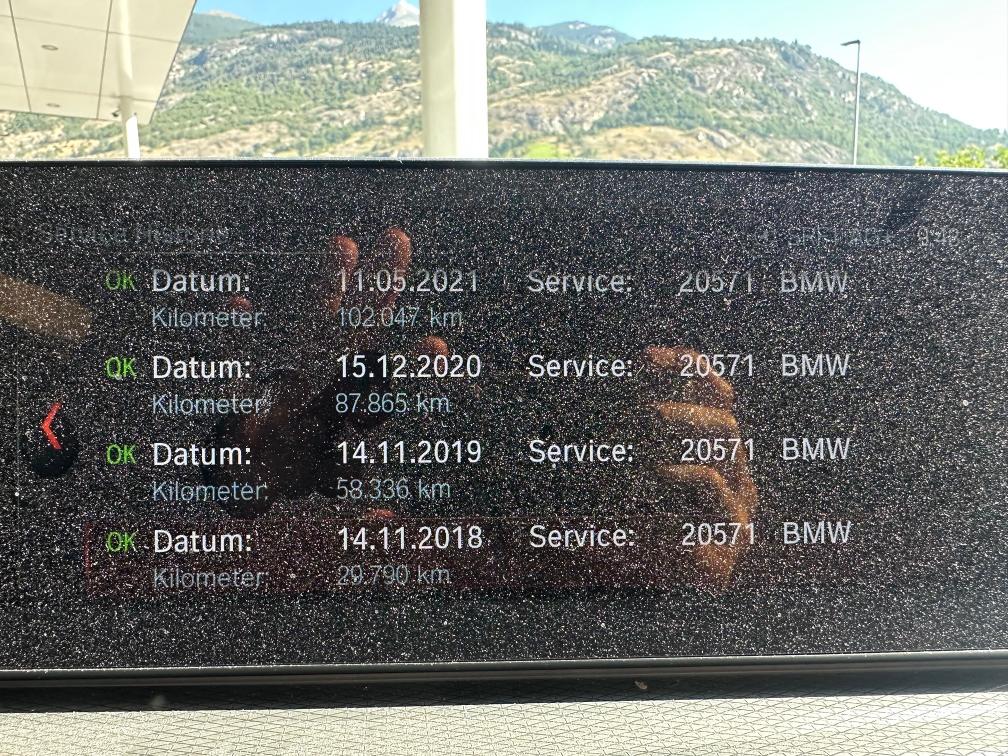 Service Historie
OK Datum: 11.05.2021 Service: 20571 BMW
Kilometer: 102.047 km
OK Datum: 15.12.2020 Service: 20571 BMW
Kilometer: 87.865 km
OK Datum: 14.11.2019 Service: 20571 BMW
Kilometer: 58.336 km
OK Datum: 14.11.2018 Service: 20571 BMW
Kilometer: 29.790 km